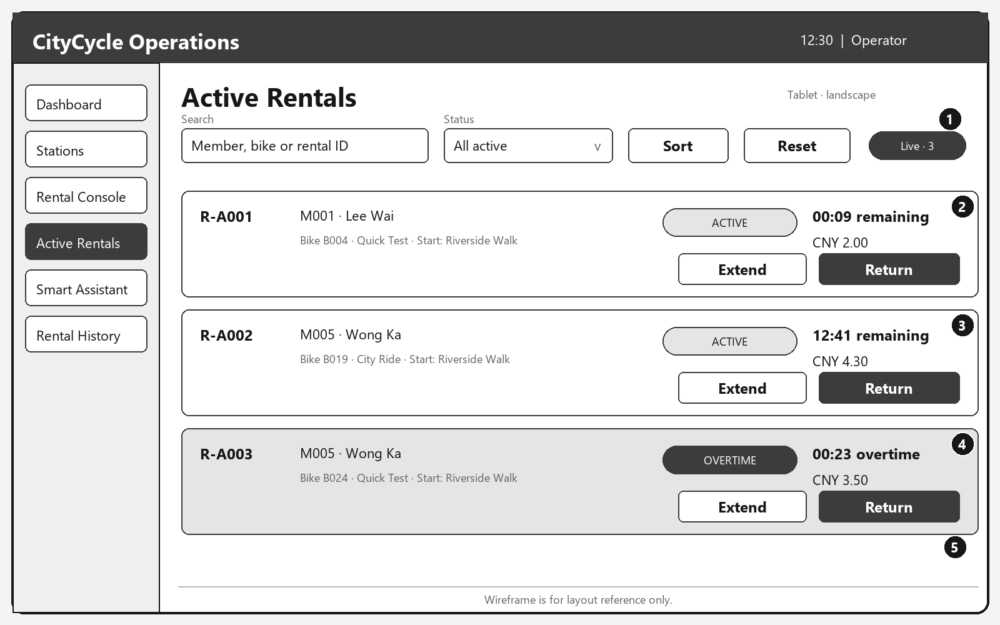 CityCycle Operations
12:30 | Operator
Dashboard
Stations
Rental Console
Active Rentals
Smart Assistant
Rental History
Active Rentals
Tablet · landscape
Search
Member, bike or rental ID
Status
All active v
Sort
Reset
1
Live · 3
2
R-A001
M001 · Lee Wai
Bike B004 · Quick Test · Start: Riverside Walk
ACTIVE
00:09 remaining
CNY 2.00
Extend
Return
3
R-A002
M005 · Wong Ka
Bike B019 · City Ride · Start: Riverside Walk
ACTIVE
12:41 remaining
CNY 4.30
Extend
Return
4
R-A003
M005 · Wong Ka
Bike B024 · Quick Test · Start: Riverside Walk
OVERTIME
00:23 overtime
CNY 3.50
Extend
Return
5
Wireframe is for layout reference only.